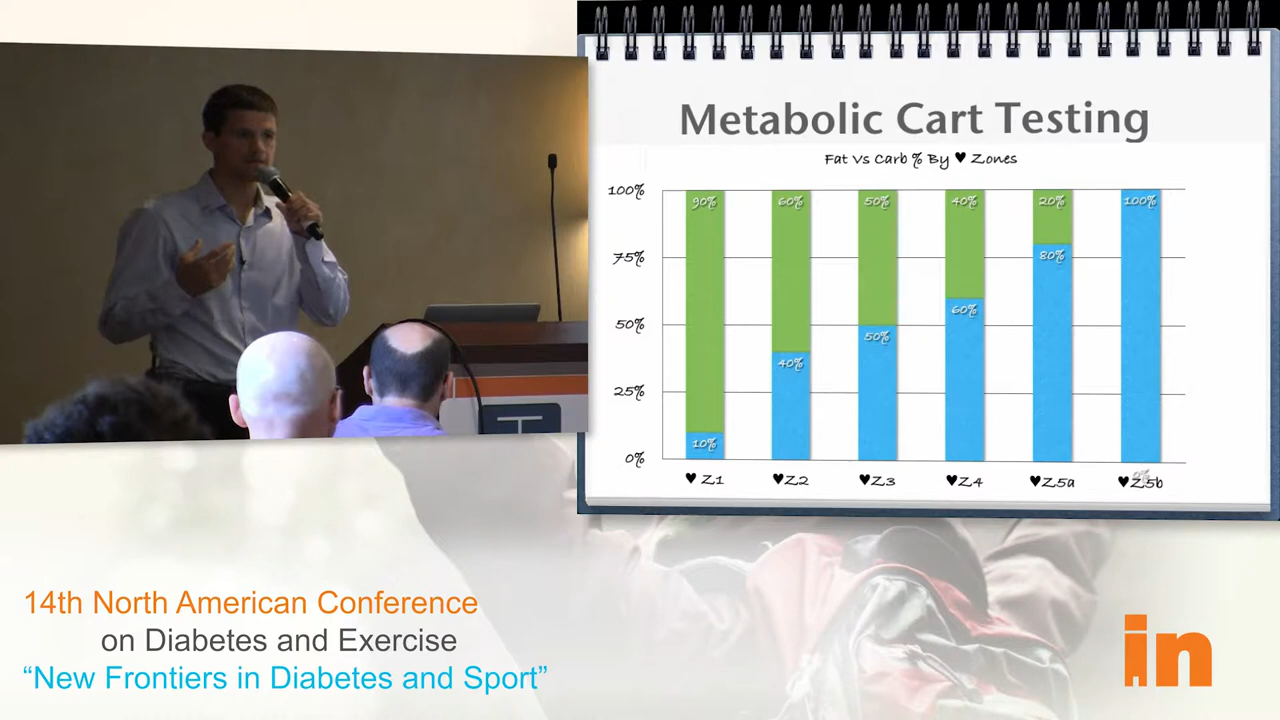 Metabolic Cart Testing
Fat Vs Carb % By ♥ Zones
100%
75%
50%
25%
0%
90% 60% 50% 40% 20% 100%
10% 40% 50% 60% 80% 0%
♥ Z1 ♥Z2 ♥Z3 ♥Z4 ♥Z5a ♥Z5b
14th North American Conference
on Diabetes and Exercise
“New Frontiers in Diabetes and Sport”
in